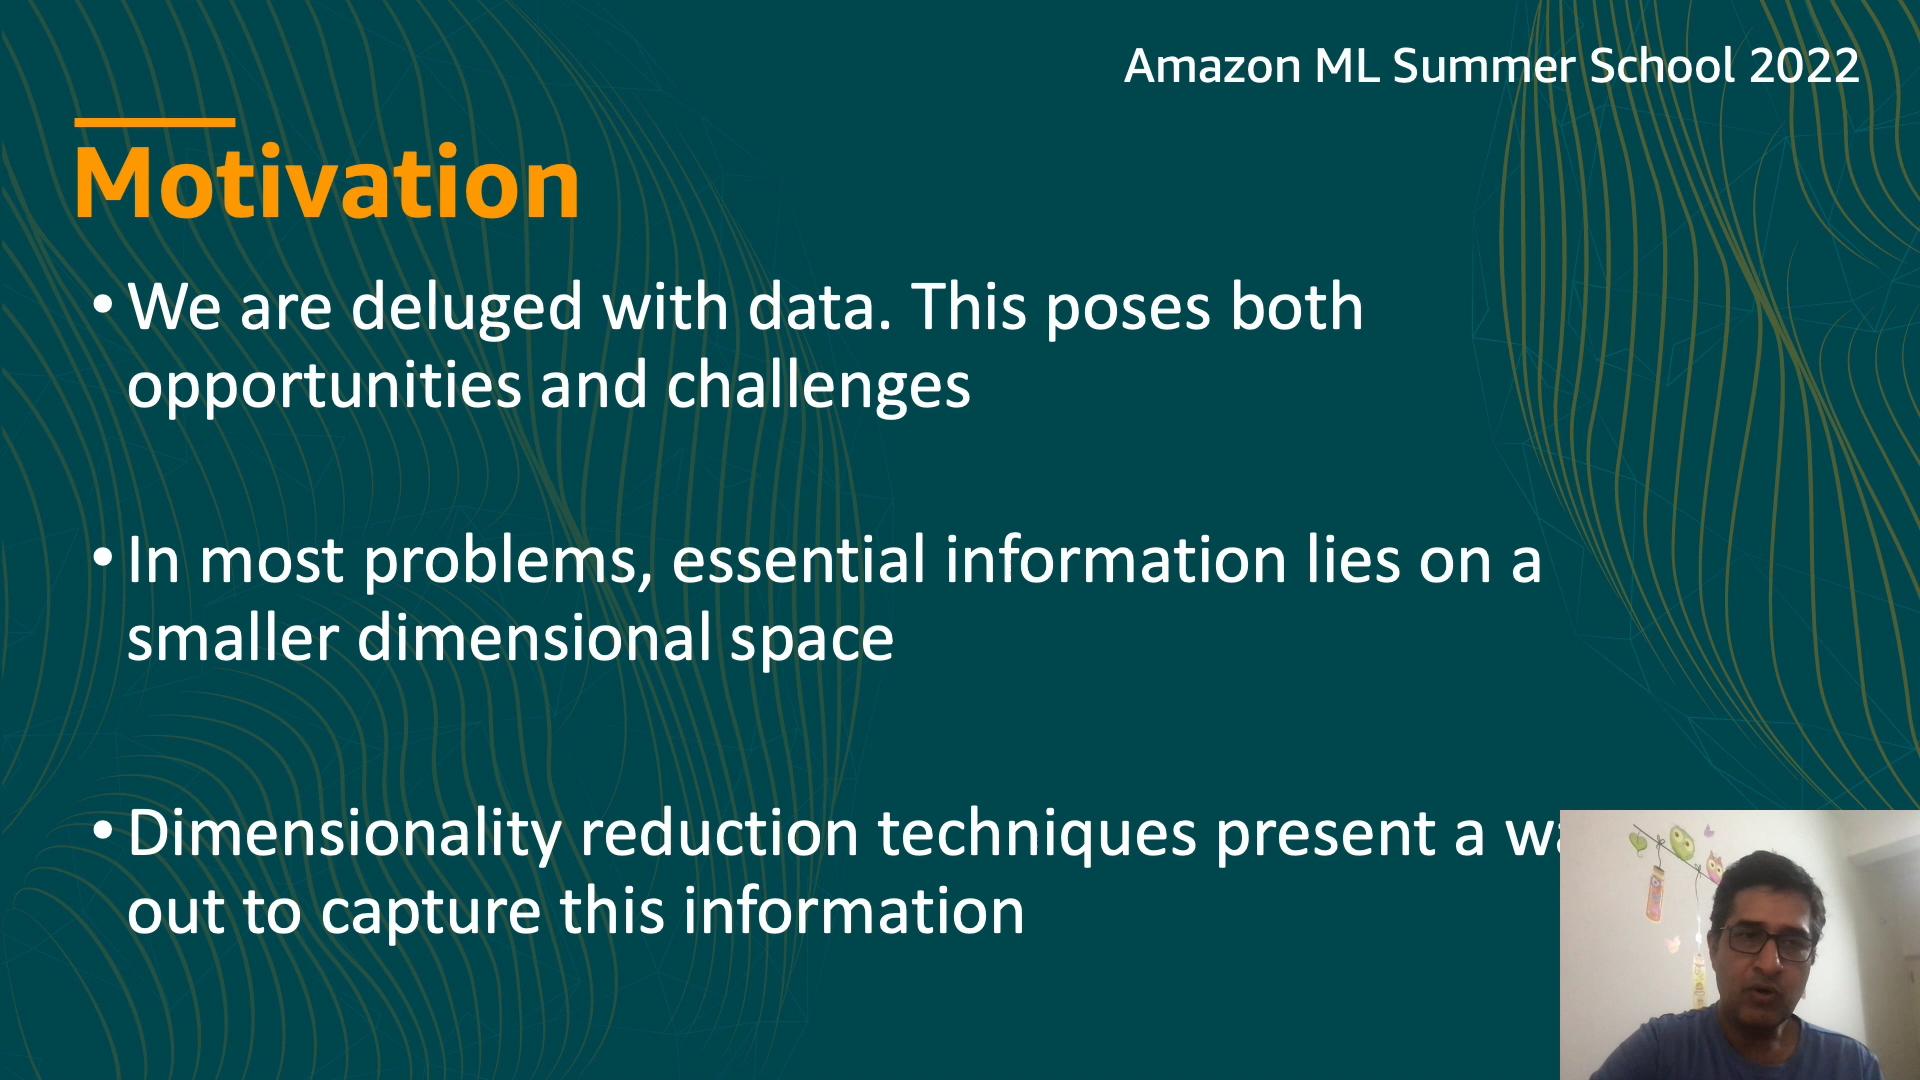 Amazon ML Summer School 2022
Motivation
• We are deluged with data. This poses both
opportunities and challenges
• In most problems, essential information lies on a
smaller dimensional space
• Dimensionality reduction techniques present a
out to capture this information